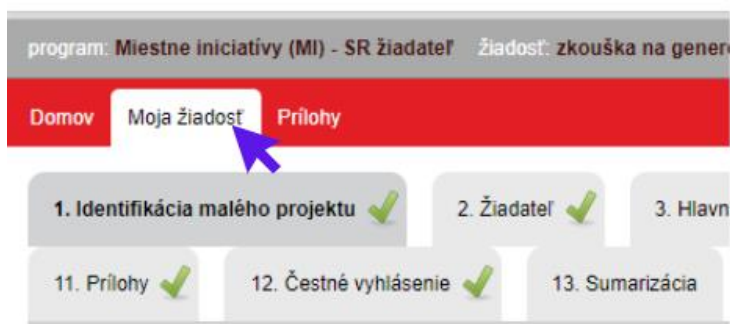 program: Miestne iniciatívy (MI) - SR žiadateľ žiadosť: zkouška na genero
Domov Moja žiadosť Prílohy
1. Identifikácia malého projektu 2. Žiadateľ 3. Hlavn
11. Prílohy 12. Čestné vyhlásenie 13. Sumarizácia